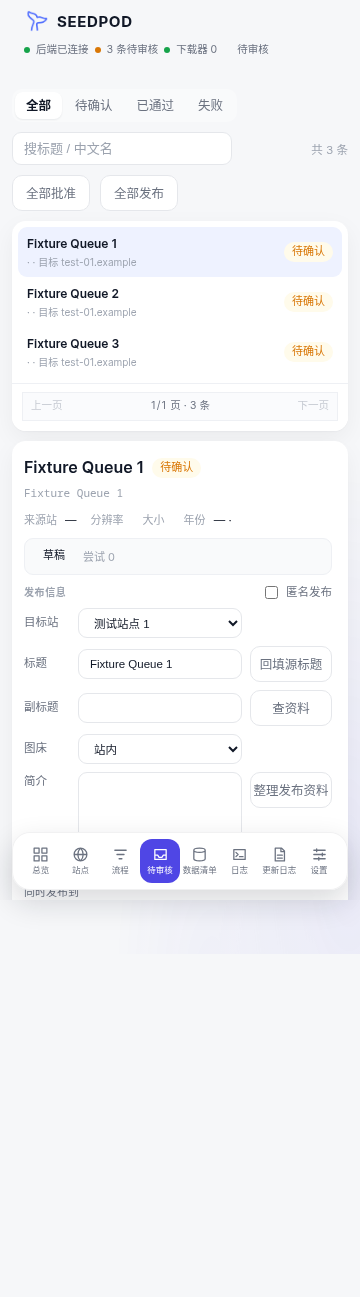 SEEDPOD
后端已连接 3 条待审核 下载器 0 待审核
全部 待确认 已通过 失败
搜标题 / 中文名 共 3 条
全部批准 全部发布
Fixture Queue 1 待确认
· · 目标 test-01.example
Fixture Queue 2 待确认
· · 目标 test-01.example
Fixture Queue 3 待确认
· · 目标 test-01.example
上一页 1/1 页 · 3 条 下一页
Fixture Queue 1 待确认
Fixture Queue 1
来源站 — 分辨率 大小 年份 — ·
草稿 尝试 0
发布信息 匿名发布
目标站 测试站点 1
标题 Fixture Queue 1 回填源标题
副标题 查资料
图床 站内
简介 整理发布资料
总览 站点 流程 待审核 数据清单 日志 更新日志 设置
同时发布到